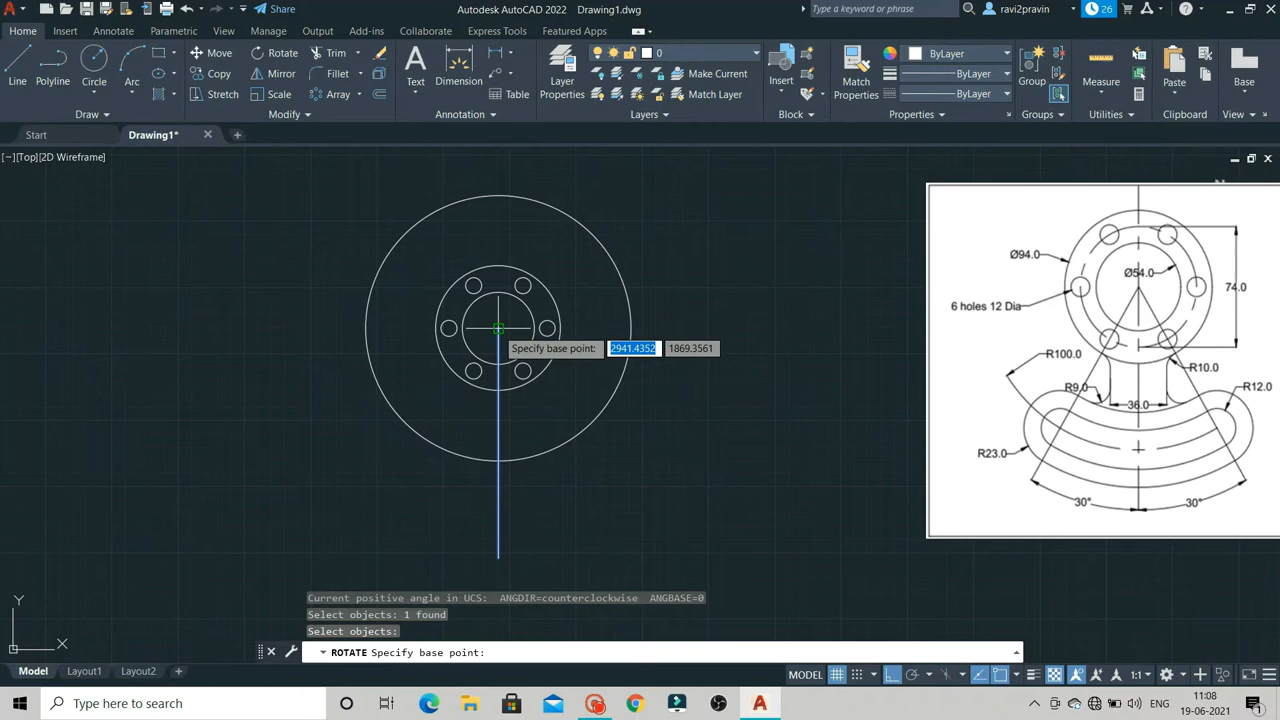 Share
Autodesk AutoCAD 2022 Drawing1.dwg
Type a keyword or phrase
ravi2pravin
26
Home Insert Annotate Parametric View Manage Output Add-ins Collaborate Express Tools Featured Apps
Line Polyline Circle Arc
Move Rotate Trim
Copy Mirror Fillet
Stretch Scale Array
Text Dimension
Table
Layer Properties
0
Make Current
Match Layer
Insert
Match Properties
ByLayer
ByLayer
ByLayer
Group
Measure
Paste
Base
Draw Modify Annotation Layers Block Properties Groups Utilities Clipboard View
Start Drawing1*
[−][Top][2D Wireframe]
Specify base point: 2941.4352 1869.3561
Ø94.0
Ø54.0
74.0
6 holes 12 Dia
R100.0
R10.0
R9.0
R12.0
36.0
R23.0
30° 30°
Y
X
Current positive angle in UCS: ANGDIR=counterclockwise ANGBASE=0
Select objects: 1 found
Select objects:
ROTATE Specify base point:
Model Layout1 Layout2
MODEL
1:1
Type here to search
ENG
11:08
19-06-2021